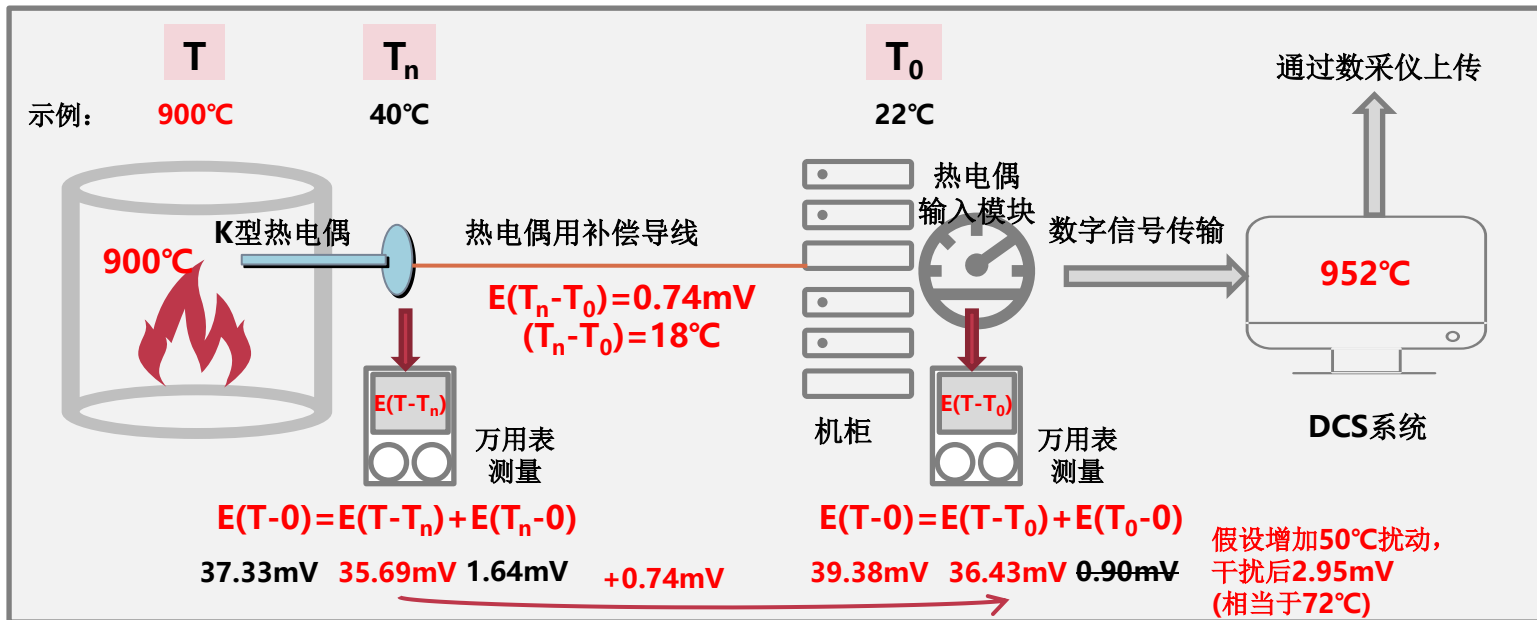 T
Tn
T0
通过数采仪上传
示例：
900℃
40℃
22℃
热电偶
输入模块
K型热电偶
热电偶用补偿导线
数字信号传输
900℃
952℃
E(Tn-T0)=0.74mV
(Tn-T0)=18℃
E(T-Tn)
E(T-T0)
机柜
DCS系统
万用表
测量
万用表
测量
E(T-0)=E(T-Tn)+E(Tn-0)
E(T-0)=E(T-T0)+E(T0-0)
37.33mV 35.69mV 1.64mV
+0.74mV
39.38mV 36.43mV 0.90mV
假设增加50℃扰动，
干扰后2.95mV
(相当于72℃)